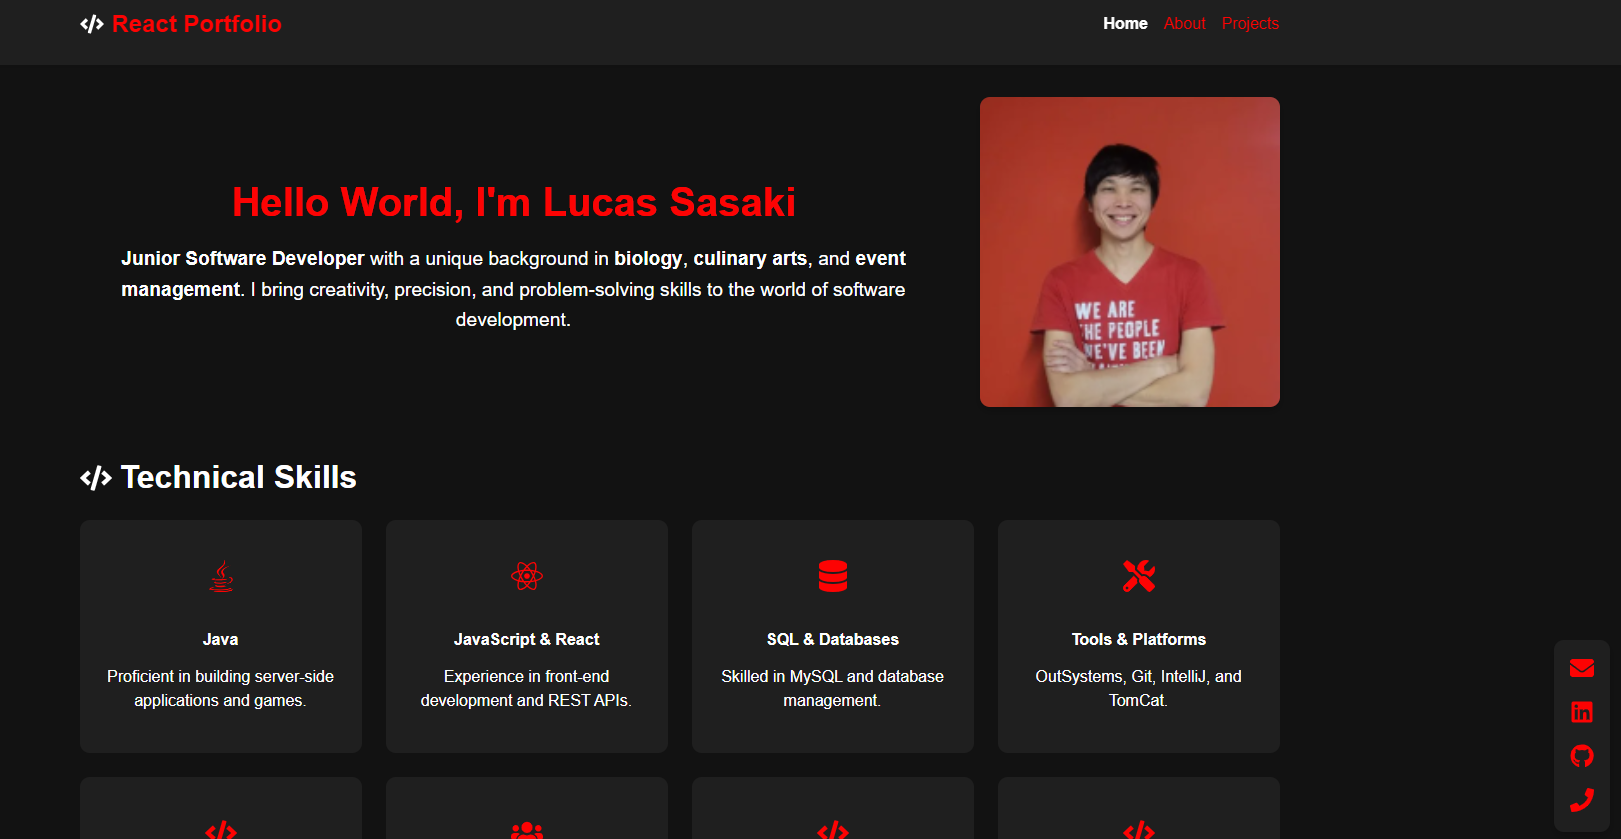 React Portfolio
Home About Projects
Hello World, I'm Lucas Sasaki
Junior Software Developer with a unique background in biology, culinary arts, and event
management. I bring creativity, precision, and problem-solving skills to the world of software
development.
WE ARE
THE PEOPLE
WE'VE BEEN
Technical Skills
Java
Proficient in building server-side
applications and games.
JavaScript & React
Experience in front-end
development and REST APIs.
SQL & Databases
Skilled in MySQL and database
management.
Tools & Platforms
OutSystems, Git, IntelliJ, and
TomCat.